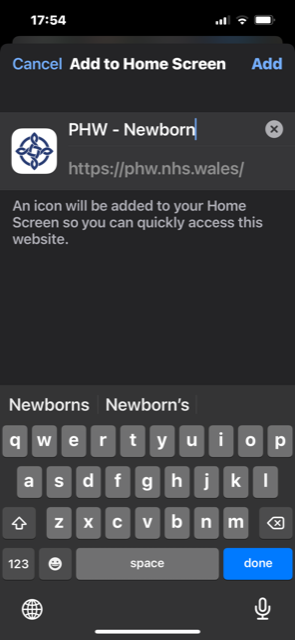 17:54
Cancel Add to Home Screen Add
PHW - Newborn
https://phw.nhs.wales/
An icon will be added to your Home
Screen so you can quickly access this
website.
Newborns Newborn's
q w e r t y u i o p
a s d f g h j k l
z x c v b n m
123 space done